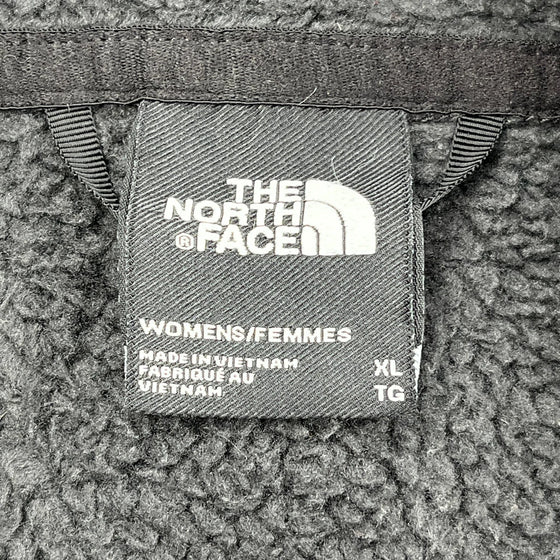 THE
NORTH
®FACE
WOMENS/FEMMES
MADE IN VIETNAM
FABRIQUÉ AU
VIETNAM
XL
TG